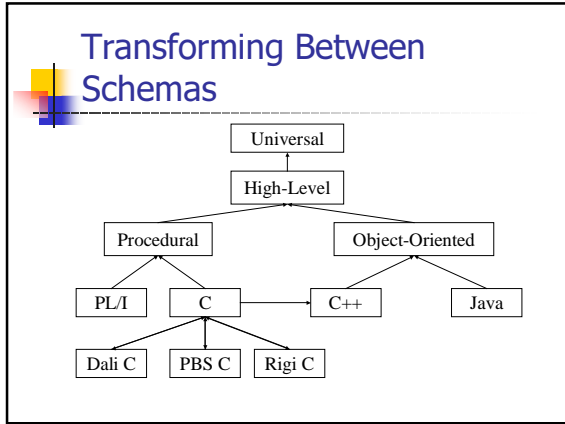 Transforming Between
Schemas
Universal
High-Level
Procedural
Object-Oriented
PL/I
C
C++
Java
Dali C
PBS C
Rigi C